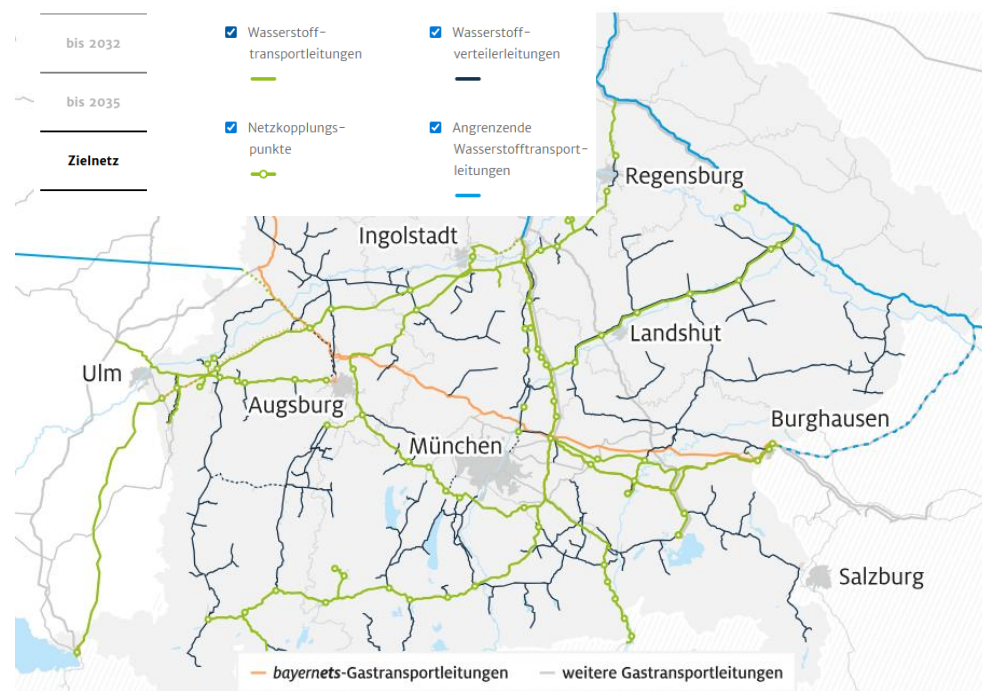 bis 2032
bis 2035
Zielnetz
Wasserstoff-
transportleitungen
Wasserstoff-
verteilerleitungen
Netzkopplungs-
punkte
Angrenzende
Wasserstofftransport-
leitungen
Regensburg
Ingolstadt
Landshut
Ulm
Augsburg
Burghausen
München
Salzburg
bayernets-Gastransportleitungen
weitere Gastransportleitungen